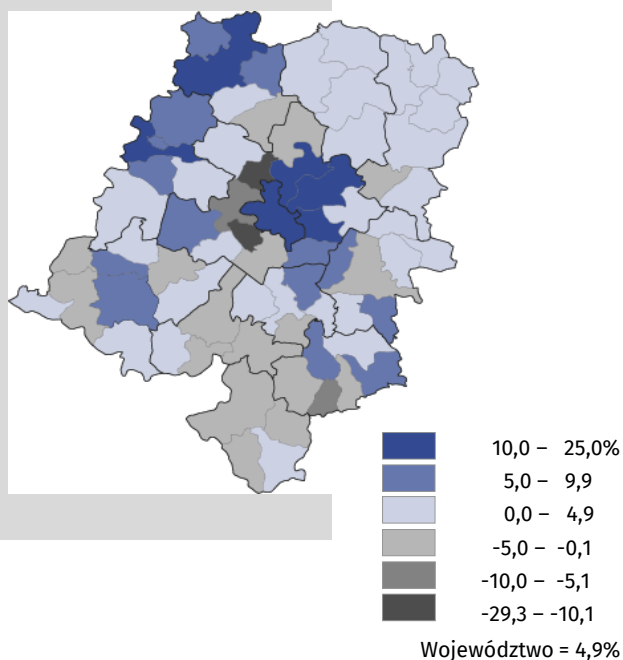 10,0 – 25,0%
5,0 – 9,9
0,0 – 4,9
-5,0 – -0,1
-10,0 – -5,1
-29,3 – -10,1
Województwo = 4,9%